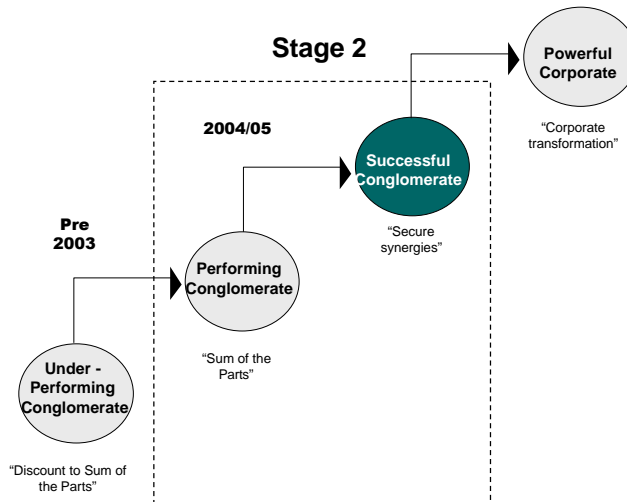 Stage 2
Powerful
Corporate
“Corporate
transformation”
2004/05
Successful
Conglomerate
“Secure
synergies”
Pre
2003
Performing
Conglomerate
“Sum of the
Parts”
Under -
Performing
Conglomerate
“Discount to Sum of
the Parts”